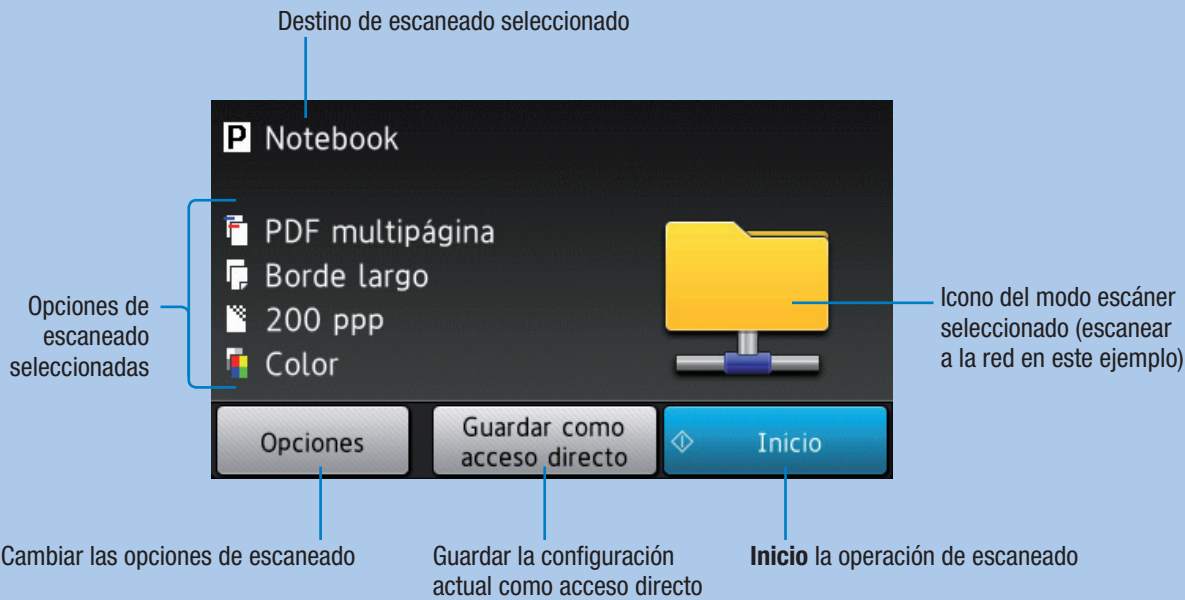 Destino de escaneado seleccionado
P Notebook
PDF multipágina
Borde largo
200 ppp
Color
Opciones de
escaneado
seleccionadas
Icono del modo escáner
seleccionado (escanear
a la red en este ejemplo)
Opciones
Guardar como
acceso directo
Inicio
Cambiar las opciones de escaneado
Guardar la configuración
actual como acceso directo
Inicio la operación de escaneado